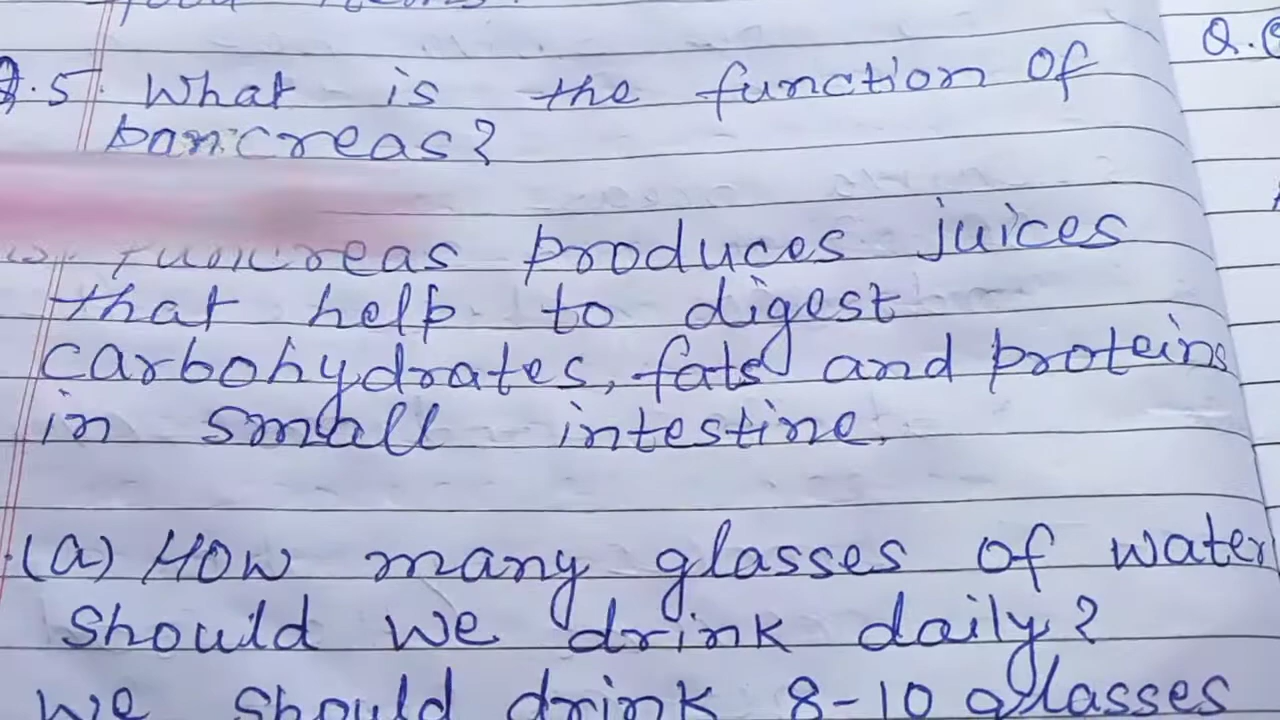 Q.5. What is the function of
pancreas?
Pancreas produces juices
that help to digest
carbohydrates, fats and proteins
in small intestine.
(a) How many glasses of water
should we drink daily?
We should drink 8-10 glasses